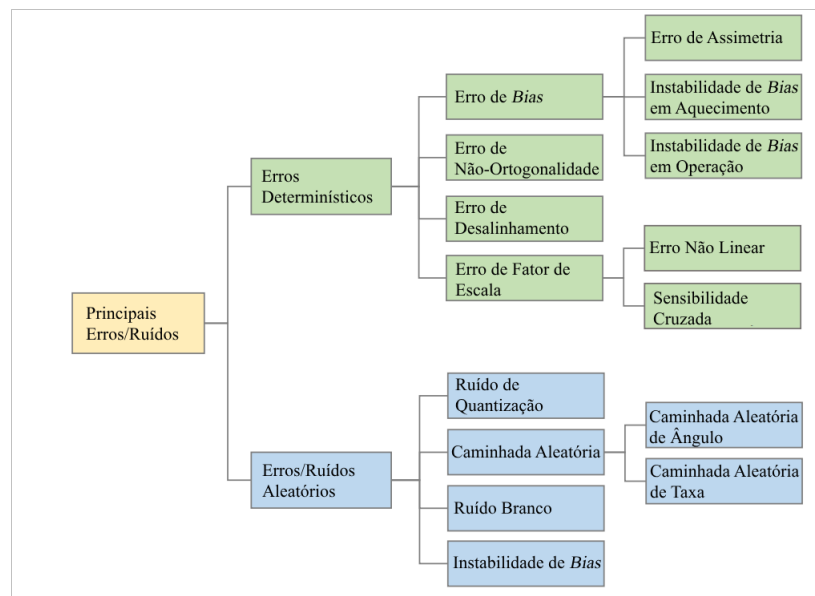 Principais
Erros/Ruídos
Erros
Determinísticos
Erro de Bias
Erro de Assimetria
Instabilidade de Bias
em Aquecimento
Instabilidade de Bias
em Operação
Erro de
Não-Ortogonalidade
Erro de
Desalinhamento
Erro de Fator de
Escala
Erro Não Linear
Sensibilidade
Cruzada
Erros/Ruídos
Aleatórios
Ruído de
Quantização
Caminhada Aleatória
Caminhada Aleatória
de Ângulo
Caminhada Aleatória
de Taxa
Ruído Branco
Instabilidade de Bias